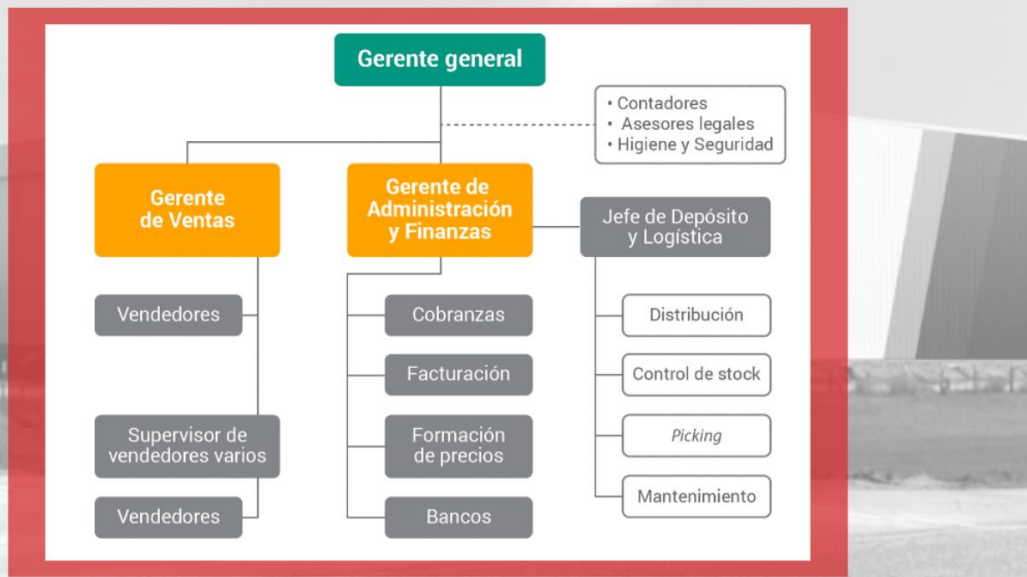 Gerente general
• Contadores
• Asesores legales
• Higiene y Seguridad
Gerente
de Ventas
Gerente de
Administración
y Finanzas
Jefe de Depósito
y Logística
Vendedores
Cobranzas
Distribución
Facturación
Control de stock
Supervisor de
vendedores varios
Formación
de precios
Picking
Vendedores
Bancos
Mantenimiento